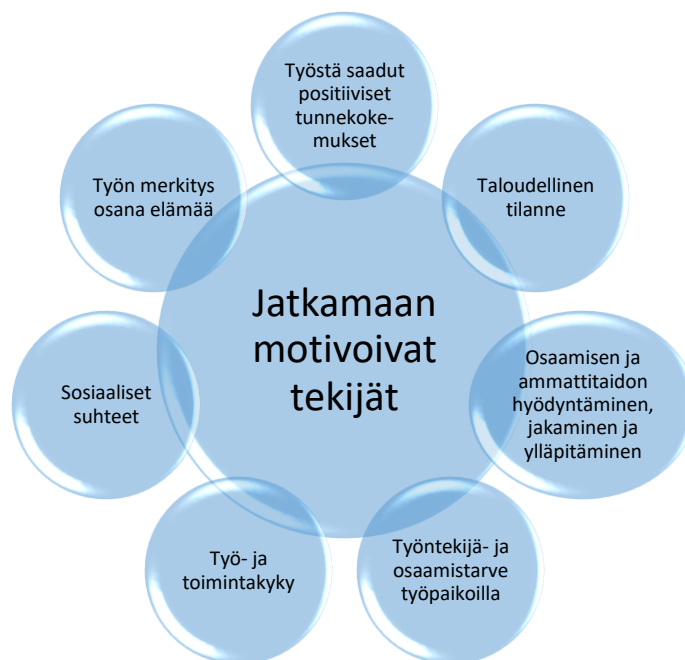 Työstä saadut
positiiviset
tunnekoke-
mukset
Taloudellinen
tilanne
Osaamisen ja
ammattitaidon
hyödyntäminen,
jakaminen ja
ylläpitäminen
Työntekijä- ja
osaamistarve
työpaikoilla
Työ- ja
toimintakyky
Sosiaaliset
suhteet
Työn merkitys
osana elämää
Jatkamaan
motivoivat
tekijät